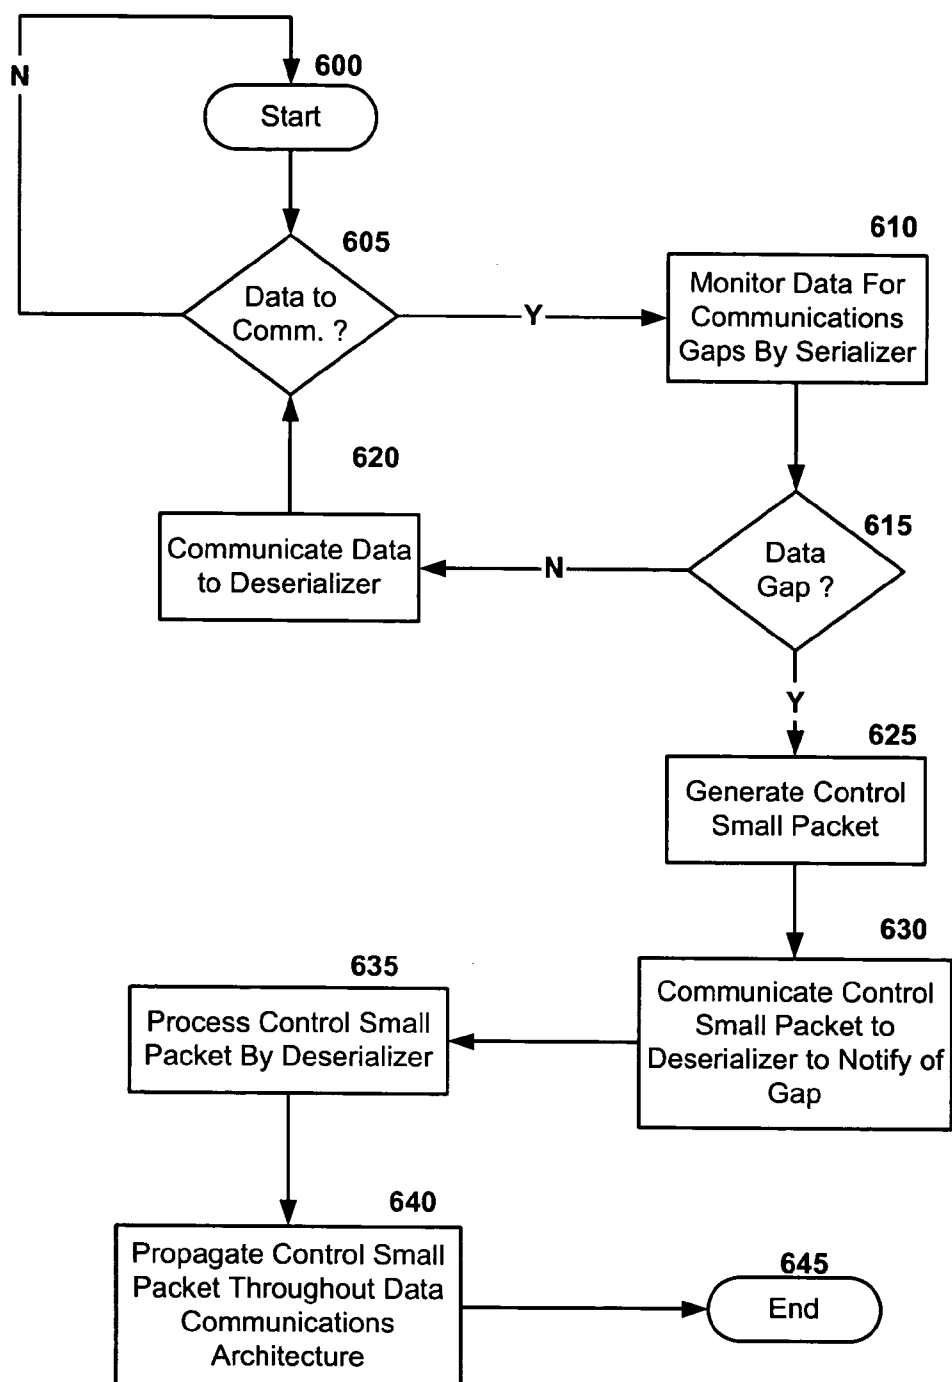 N
600
Start
605
Data to
Comm. ?
Y
610
Monitor Data For
Communications
Gaps By Serializer
620
Communicate Data
to Deserializer
N
615
Data
Gap ?
Y
625
Generate Control
Small Packet
630
Communicate Control
Small Packet to
Deserializer to Notify of
Gap
635
Process Control Small
Packet By Deserializer
640
Propagate Control Small
Packet Throughout Data
Communications
Architecture
645
End